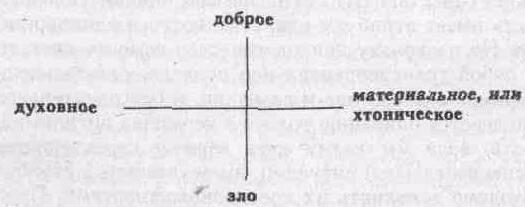 доброе
духовное
материальное, или
хтоническое
зло